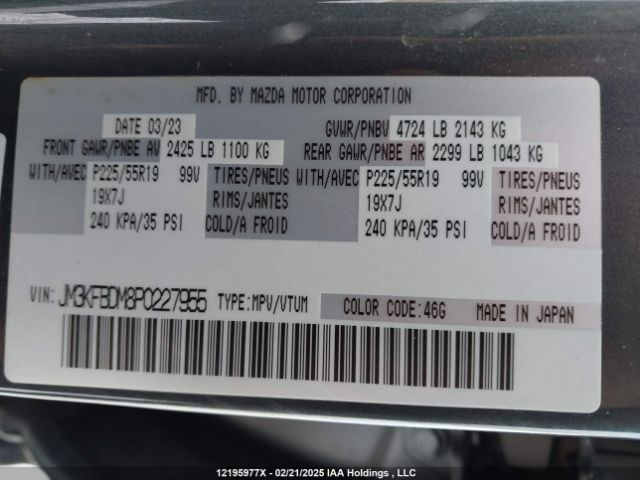 MFD. BY MAZDA MOTOR CORPORATION
DATE 03/23 GVWR/PNBV 4724 LB 2143 KG
FRONT GAWR/PNBE AV 2425 LB 1100 KG REAR GAWR/PNBE AR 2299 LB 1043 KG
WITH/AVEC P225/55R19 99V TIRES/PNEUS WITH/AVEC P225/55R19 99V TIRES/PNEUS
19X7J RIMS/JANTES 19X7J RIMS/JANTES
240 KPA/35 PSI COLD/A FROID 240 KPA/35 PSI COLD/A FROID
VIN: JM3KFBDM8P0227955 TYPE:MPV/VTUM COLOR CODE:46G MADE IN JAPAN
12195977X - 02/21/2025 IAA Holdings , LLC